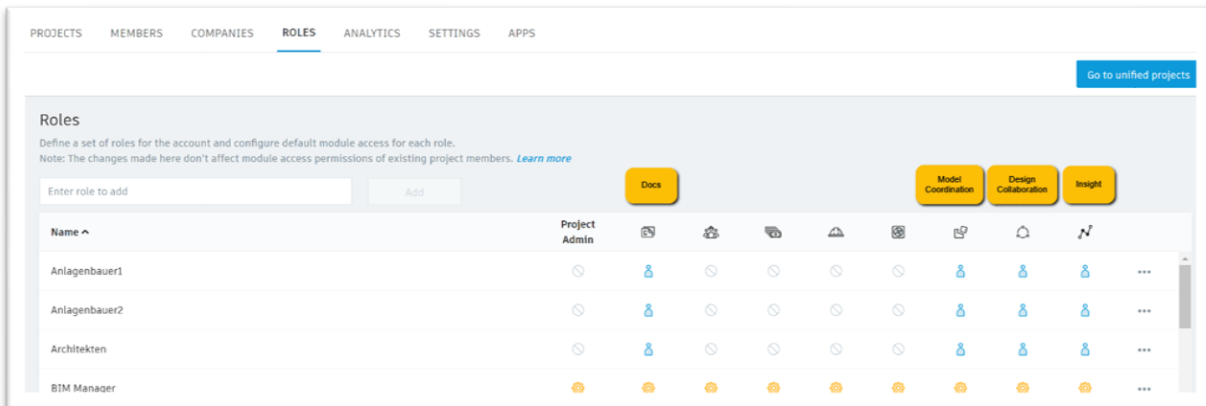 PROJECTS MEMBERS COMPANIES ROLES ANALYTICS SETTINGS APPS
Go to unified projects
Roles
Define a set of roles for the account and configure default module access for each role.
Note: The changes made here don't affect module access permissions of existing project members. Learn more
Enter role to add Add
Docs
Model Coordination
Design Collaboration
Insight
Name Project Admin
Anlagenbauer1
Anlagenbauer2
Architekten
BIM Manager